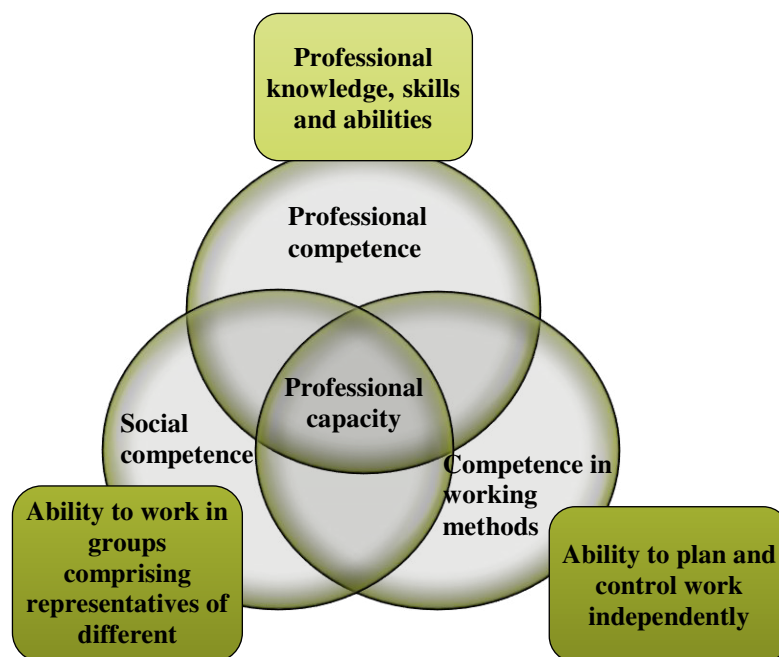 Professional
knowledge, skills
and abilities
Professional
competence
Professional
capacity
Social
competence
Competence in
working
methods
Ability to work in
groups
comprising
representatives of
different
Ability to plan and
control work
independently